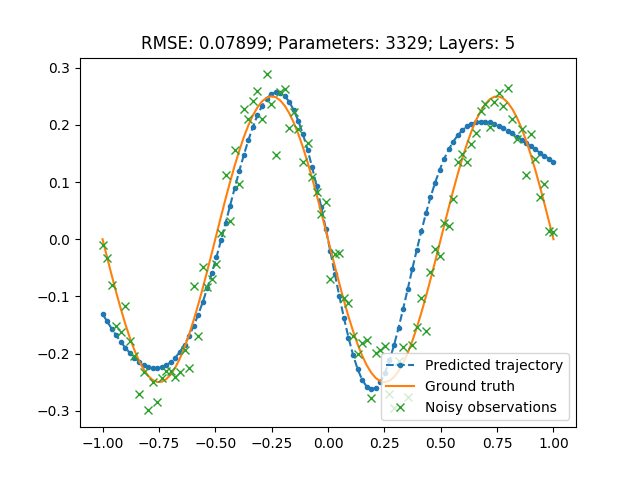 RMSE: 0.07899; Parameters: 3329; Layers: 5
0.3
0.2
0.1
0.0
−0.1
−0.2
−0.3
Predicted trajectory
Ground truth
Noisy observations
−1.00 −0.75 −0.50 −0.25 0.00 0.25 0.50 0.75 1.00